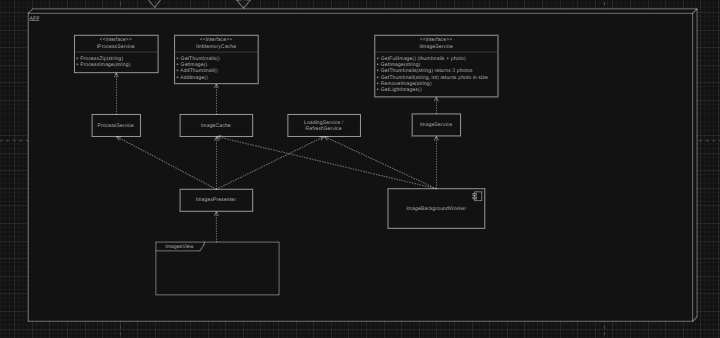 APP
<<interface>>
IProcessService
+ ProcessZip(string)
+ ProcessImage(string)
<<interface>>
IInMemoryCache
+ GetThumbnails()
+ GetImage()
+ AddThumbnail()
+ AddImage()
<<interface>>
IImageService
+ GetFullImage() (thumbnails + photo)
+ GetImage(string)
+ GetThumbnails(string) returns 3 photos
+ GetThumbnail(string, int) returns photo in size
+ RemoveImage(string)
+ GetLightImages()
ProcessService
ImageCache
LoadingService /
RefreshService
ImageService
ImagesPresenter
ImageBackgroundWorker
ImagesView